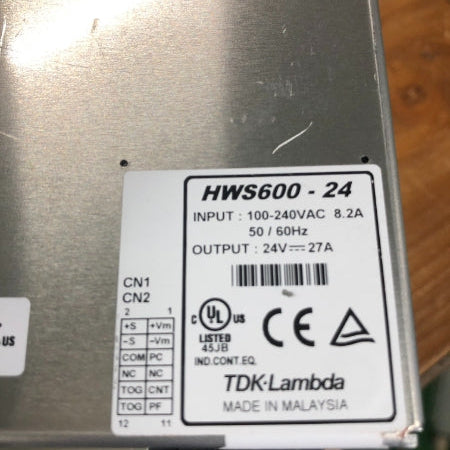 HWS600 - 24
INPUT : 100-240VAC 8.2A
50 / 60Hz
OUTPUT : 24V⎓27A
CN1
CN2
2 1
+S +Vm
-S -Vm
COM PC
NC NC
TOG CNT
TOG PF
12 11
C UL US
LISTED
45JB
IND.CONT.EQ.
CE
TDK·Lambda
MADE IN MALAYSIA
US